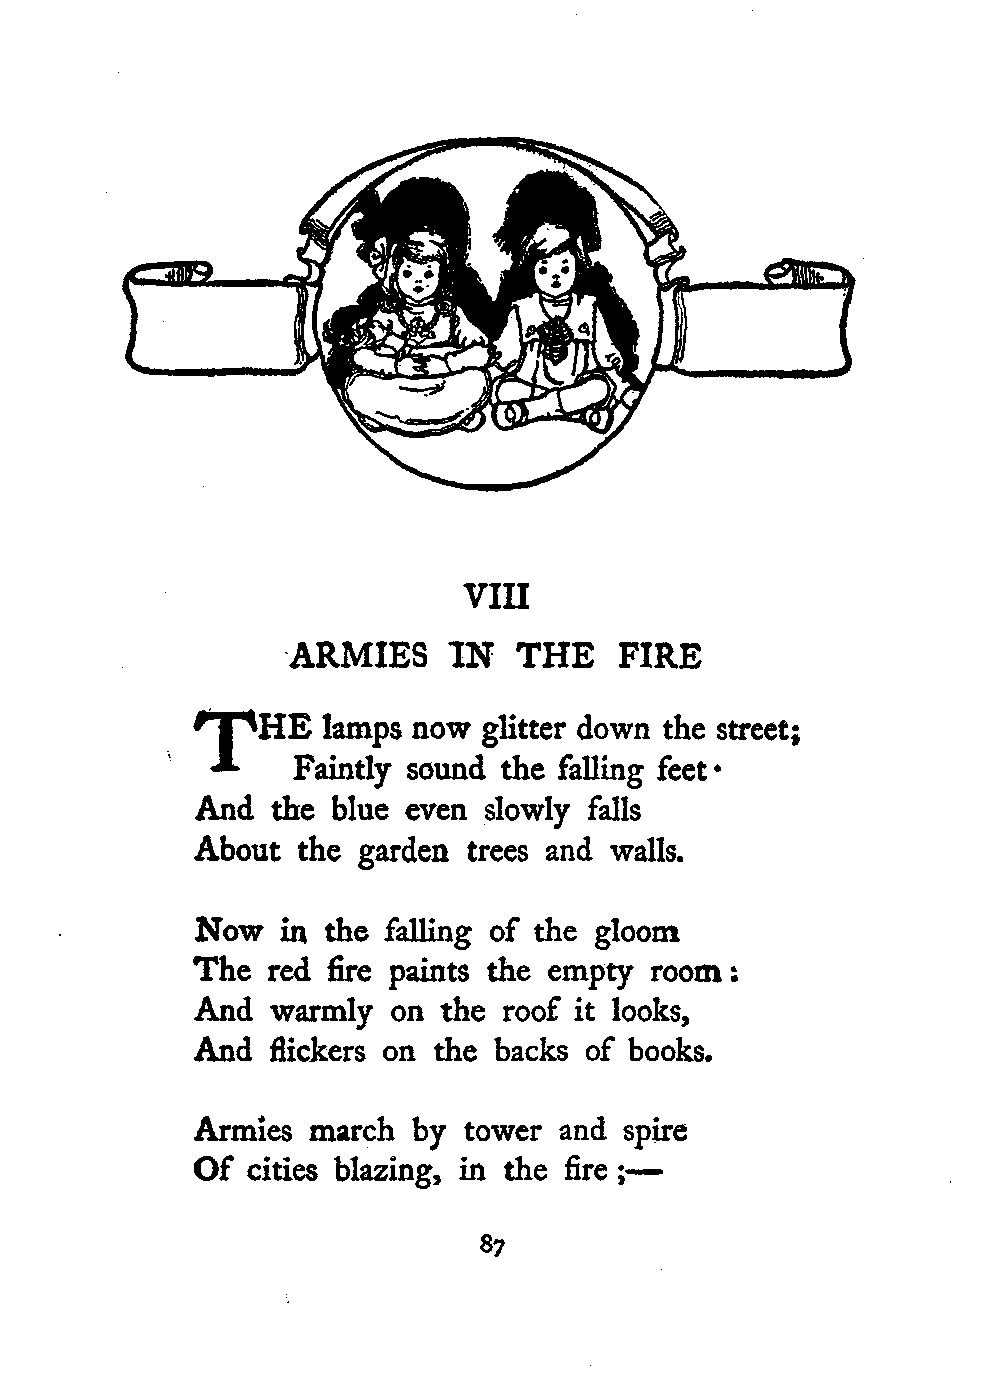 VIII
ARMIES IN THE FIRE
THE lamps now glitter down the street;
Faintly sound the falling feet·
And the blue even slowly falls
About the garden trees and walls.
Now in the falling of the gloom
The red fire paints the empty room:
And warmly on the roof it looks,
And flickers on the backs of books.
Armies march by tower and spire
Of cities blazing, in the fire;—
87